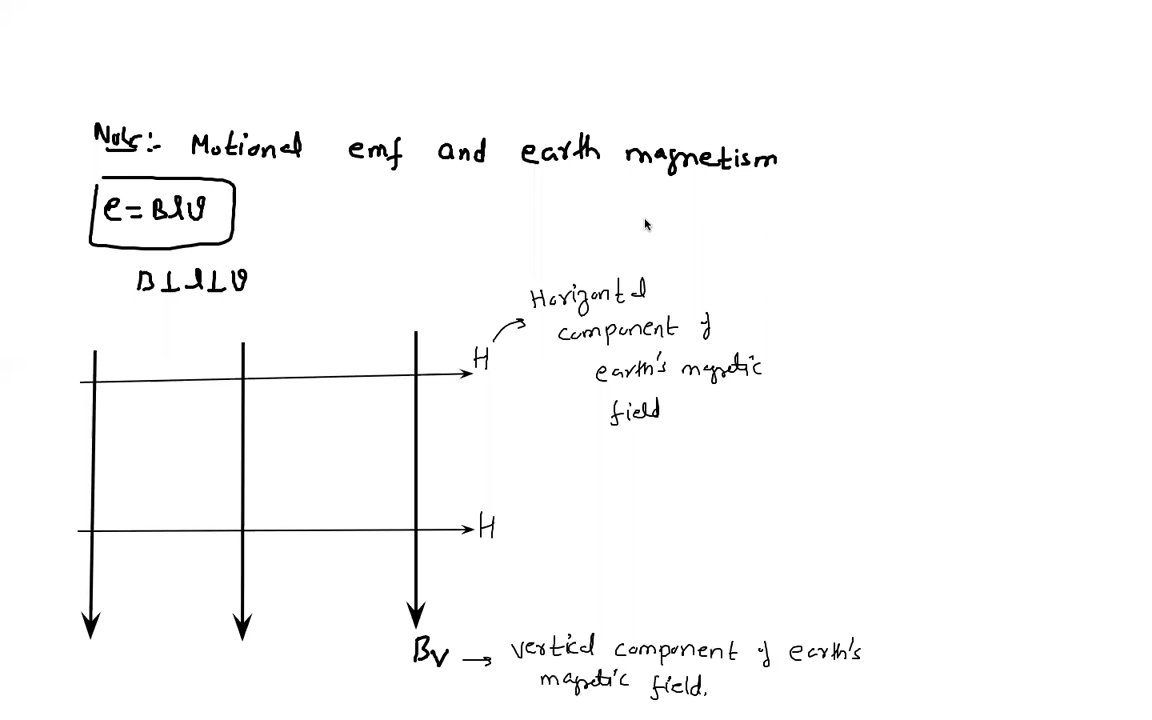 Note:- Motional emf and earth magnetism
e = Blv
B⊥l⊥v
H
Horizontal
component of
earth's magnetic
field
H
Bv → vertical component of earth's
magnetic field.